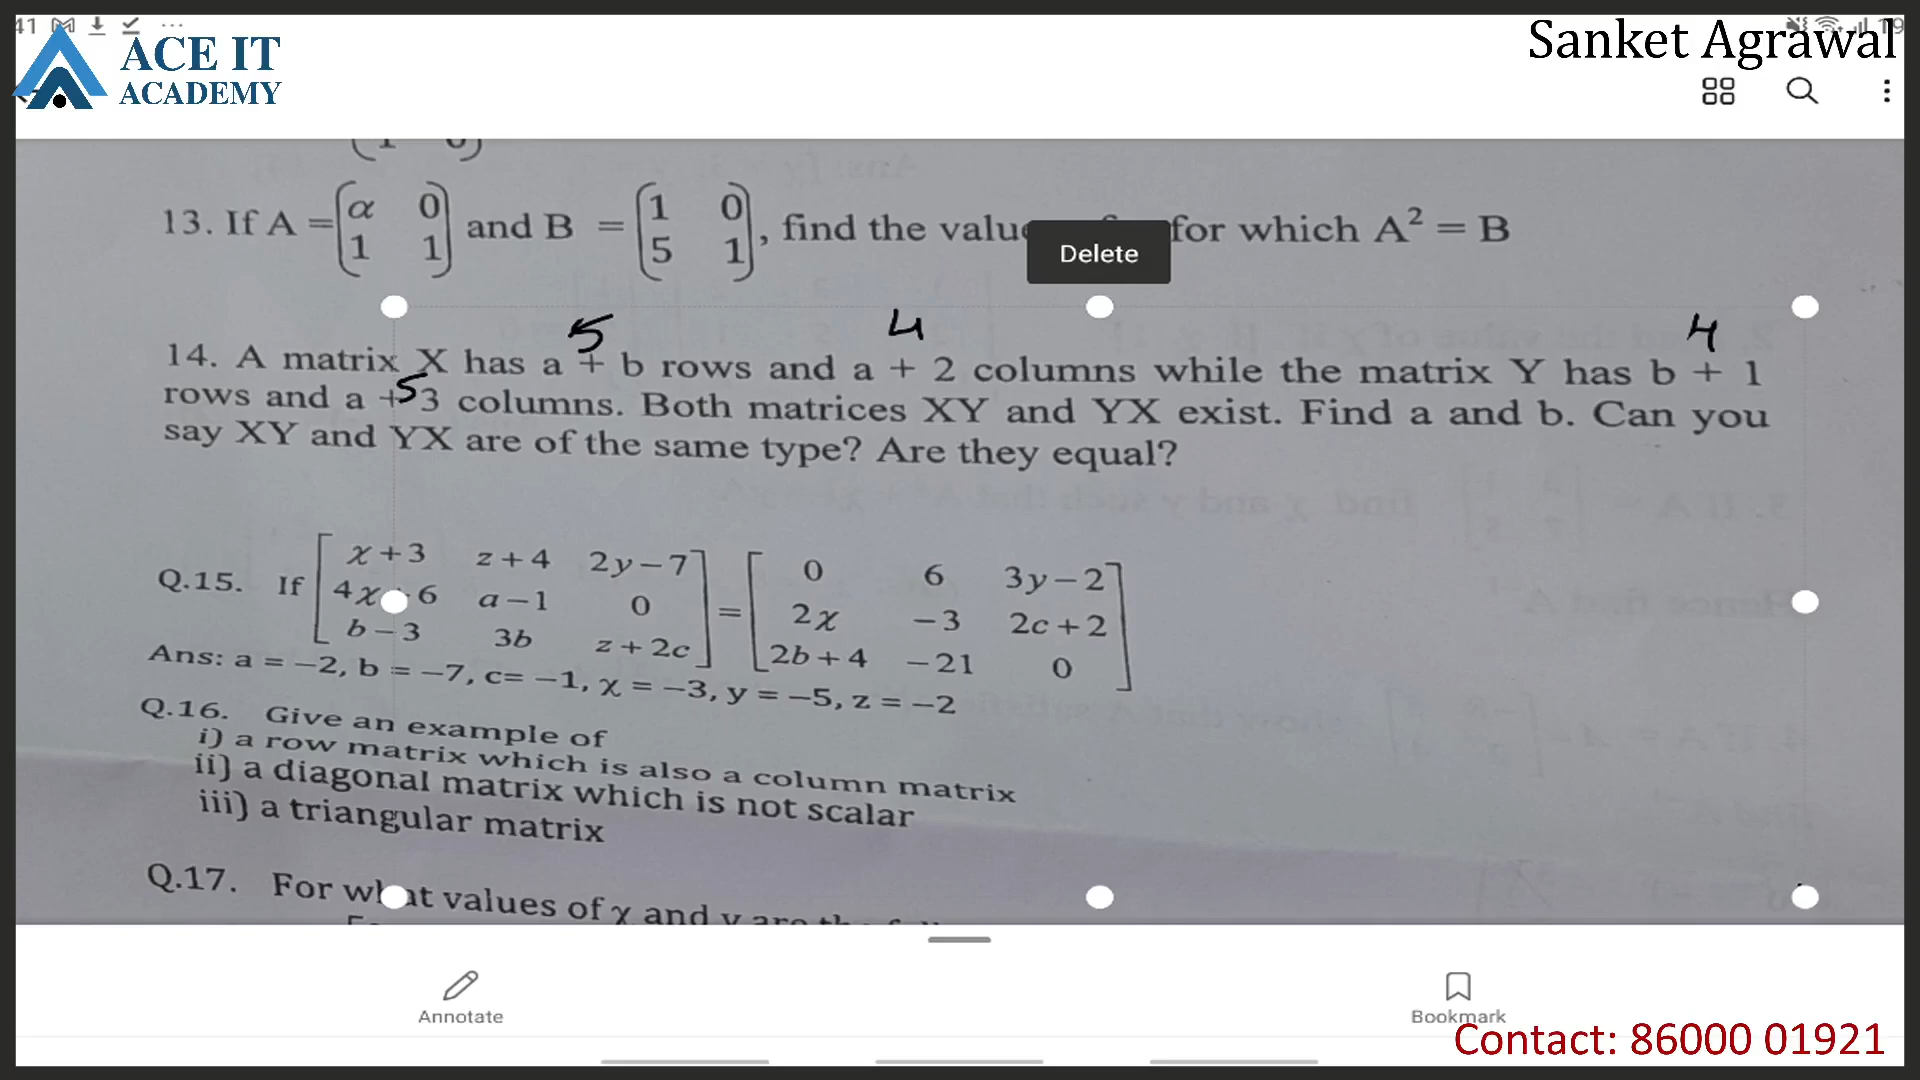 41 ...
ACE IT
ACADEMY
Sanket Agrawal
19
13. If A = (α 0 1 1) and B = (1 0 5 1), find the value for which A² = B
Delete
5 4 4
14. A matrix X has a + b rows and a + 2 columns while the matrix Y has b + 1
5
rows and a + 3 columns. Both matrices XY and YX exist. Find a and b. Can you
say XY and YX are of the same type? Are they equal?
Q.15. If [x+3 z+4 2y−7 4x 6 a−1 0 b−3 3b z+2c] = [0 6 3y−2 2x −3 2c+2 2b+4 −21 0]
Ans: a = −2, b = −7, c= −1, x = −3, y = −5, z = −2
Q.16. Give an example of
i) a row matrix which is also a column matrix
ii) a diagonal matrix which is not scalar
iii) a triangular matrix
Q.17. For what values of x and y are
Annotate
Bookmark
Contact: 86000 01921